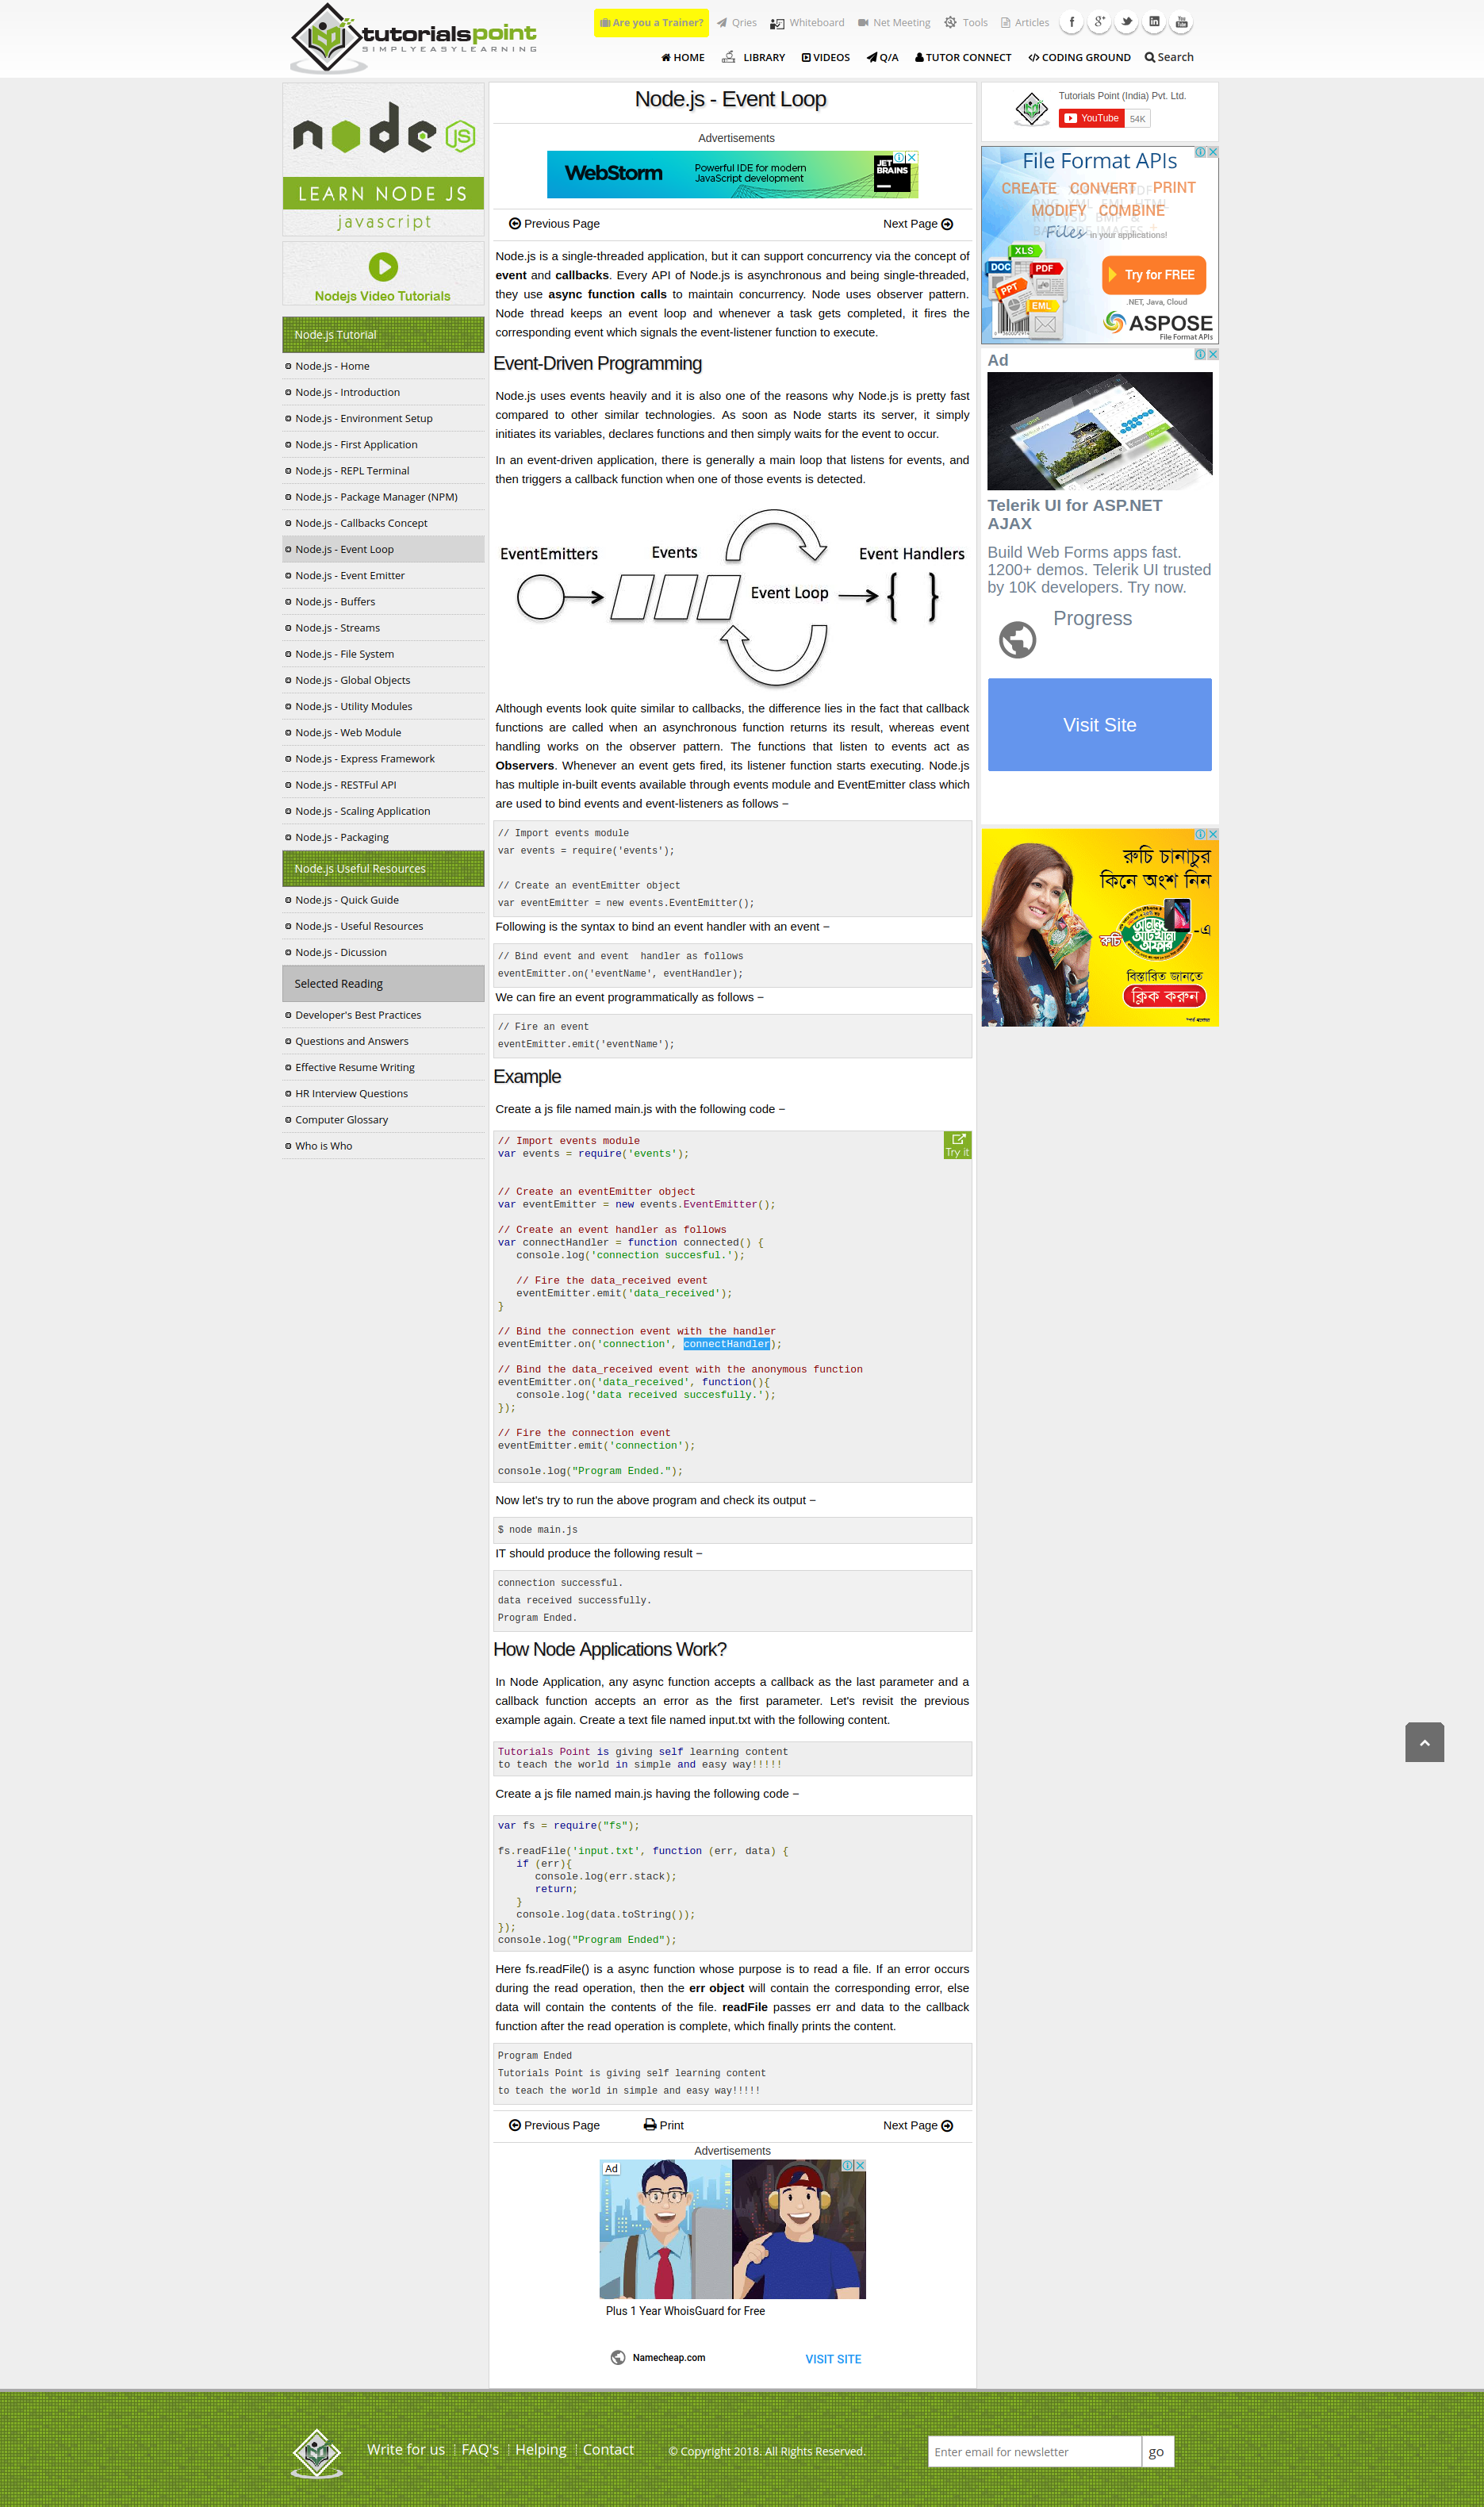 tutorialspoint
SIMPLYEASYLEARNING
Are you a Trainer?
Qries
Whiteboard
Net Meeting
Tools
Articles
HOME
LIBRARY
VIDEOS
Q/A
TUTOR CONNECT
CODING GROUND
Search
node JS
LEARN NODE JS
javascript
Nodejs Video Tutorials
Node.js Tutorial
Node.js - Home
Node.js - Introduction
Node.js - Environment Setup
Node.js - First Application
Node.js - REPL Terminal
Node.js - Package Manager (NPM)
Node.js - Callbacks Concept
Node.js - Event Loop
Node.js - Event Emitter
Node.js - Buffers
Node.js - Streams
Node.js - File System
Node.js - Global Objects
Node.js - Utility Modules
Node.js - Web Module
Node.js - Express Framework
Node.js - RESTFul API
Node.js - Scaling Application
Node.js - Packaging
Node.js Useful Resources
Node.js - Quick Guide
Node.js - Useful Resources
Node.js - Dicussion
Selected Reading
Developer's Best Practices
Questions and Answers
Effective Resume Writing
HR Interview Questions
Computer Glossary
Who is Who
Node.js - Event Loop
Advertisements
WebStorm
Powerful IDE for modern
JavaScript development
JET
BRAINS
Previous Page
Next Page
Node.js is a single-threaded application, but it can support concurrency via the concept of
event and callbacks. Every API of Node.js is asynchronous and being single-threaded,
they use async function calls to maintain concurrency. Node uses observer pattern.
Node thread keeps an event loop and whenever a task gets completed, it fires the
corresponding event which signals the event-listener function to execute.
Event-Driven Programming
Node.js uses events heavily and it is also one of the reasons why Node.js is pretty fast
compared to other similar technologies. As soon as Node starts its server, it simply
initiates its variables, declares functions and then simply waits for the event to occur.
In an event-driven application, there is generally a main loop that listens for events, and
then triggers a callback function when one of those events is detected.
EventEmitters
Events
Event Loop
Event Handlers
{ }
Although events look quite similar to callbacks, the difference lies in the fact that callback
functions are called when an asynchronous function returns its result, whereas event
handling works on the observer pattern. The functions that listen to events act as
Observers. Whenever an event gets fired, its listener function starts executing. Node.js
has multiple in-built events available through events module and EventEmitter class which
are used to bind events and event-listeners as follows −
// Import events module
var events = require('events');
// Create an eventEmitter object
var eventEmitter = new events.EventEmitter();
Following is the syntax to bind an event handler with an event −
// Bind event and event  handler as follows
eventEmitter.on('eventName', eventHandler);
We can fire an event programmatically as follows −
// Fire an event
eventEmitter.emit('eventName');
Example
Create a js file named main.js with the following code −
Try it
// Import events module
var events = require('events');
// Create an eventEmitter object
var eventEmitter = new events.EventEmitter();
// Create an event handler as follows
var connectHandler = function connected() {
   console.log('connection succesful.');
   // Fire the data_received event
   eventEmitter.emit('data_received');
}
// Bind the connection event with the handler
eventEmitter.on('connection', connectHandler);
// Bind the data_received event with the anonymous function
eventEmitter.on('data_received', function(){
   console.log('data received succesfully.');
});
// Fire the connection event
eventEmitter.emit('connection');
console.log("Program Ended.");
Now let's try to run the above program and check its output −
$ node main.js
IT should produce the following result −
connection successful.
data received successfully.
Program Ended.
How Node Applications Work?
In Node Application, any async function accepts a callback as the last parameter and a
callback function accepts an error as the first parameter. Let's revisit the previous
example again. Create a text file named input.txt with the following content.
Tutorials Point is giving self learning content
to teach the world in simple and easy way!!!!!
Create a js file named main.js having the following code −
var fs = require("fs");
fs.readFile('input.txt', function (err, data) {
   if (err){
      console.log(err.stack);
      return;
   }
   console.log(data.toString());
});
console.log("Program Ended");
Here fs.readFile() is a async function whose purpose is to read a file. If an error occurs
during the read operation, then the err object will contain the corresponding error, else
data will contain the contents of the file. readFile passes err and data to the callback
function after the read operation is complete, which finally prints the content.
Program Ended
Tutorials Point is giving self learning content
to teach the world in simple and easy way!!!!!
Previous Page
Print
Next Page
Advertisements
Ad
Plus 1 Year WhoisGuard for Free
Namecheap.com
VISIT SITE
Tutorials Point (India) Pvt. Ltd.
YouTube
54K
File Format APIs
CREATE CONVERT PRINT
MODIFY COMBINE
Files in your applications!
XLS
DOC
PDF
PPT
EML
Try for FREE
.NET, Java, Cloud
ASPOSE
File Format APIs
Ad
Telerik UI for ASP.NET
AJAX
Build Web Forms apps fast.
1200+ demos. Telerik UI trusted
by 10K developers. Try now.
Progress
Visit Site
রুচি চানাচুর
কিনে অংশ নিন
রুচি
-এ
বিস্তারিত জানতে
ক্লিক করুন
Write for us
FAQ's
Helping
Contact
© Copyright 2018. All Rights Reserved.
Enter email for newsletter
go